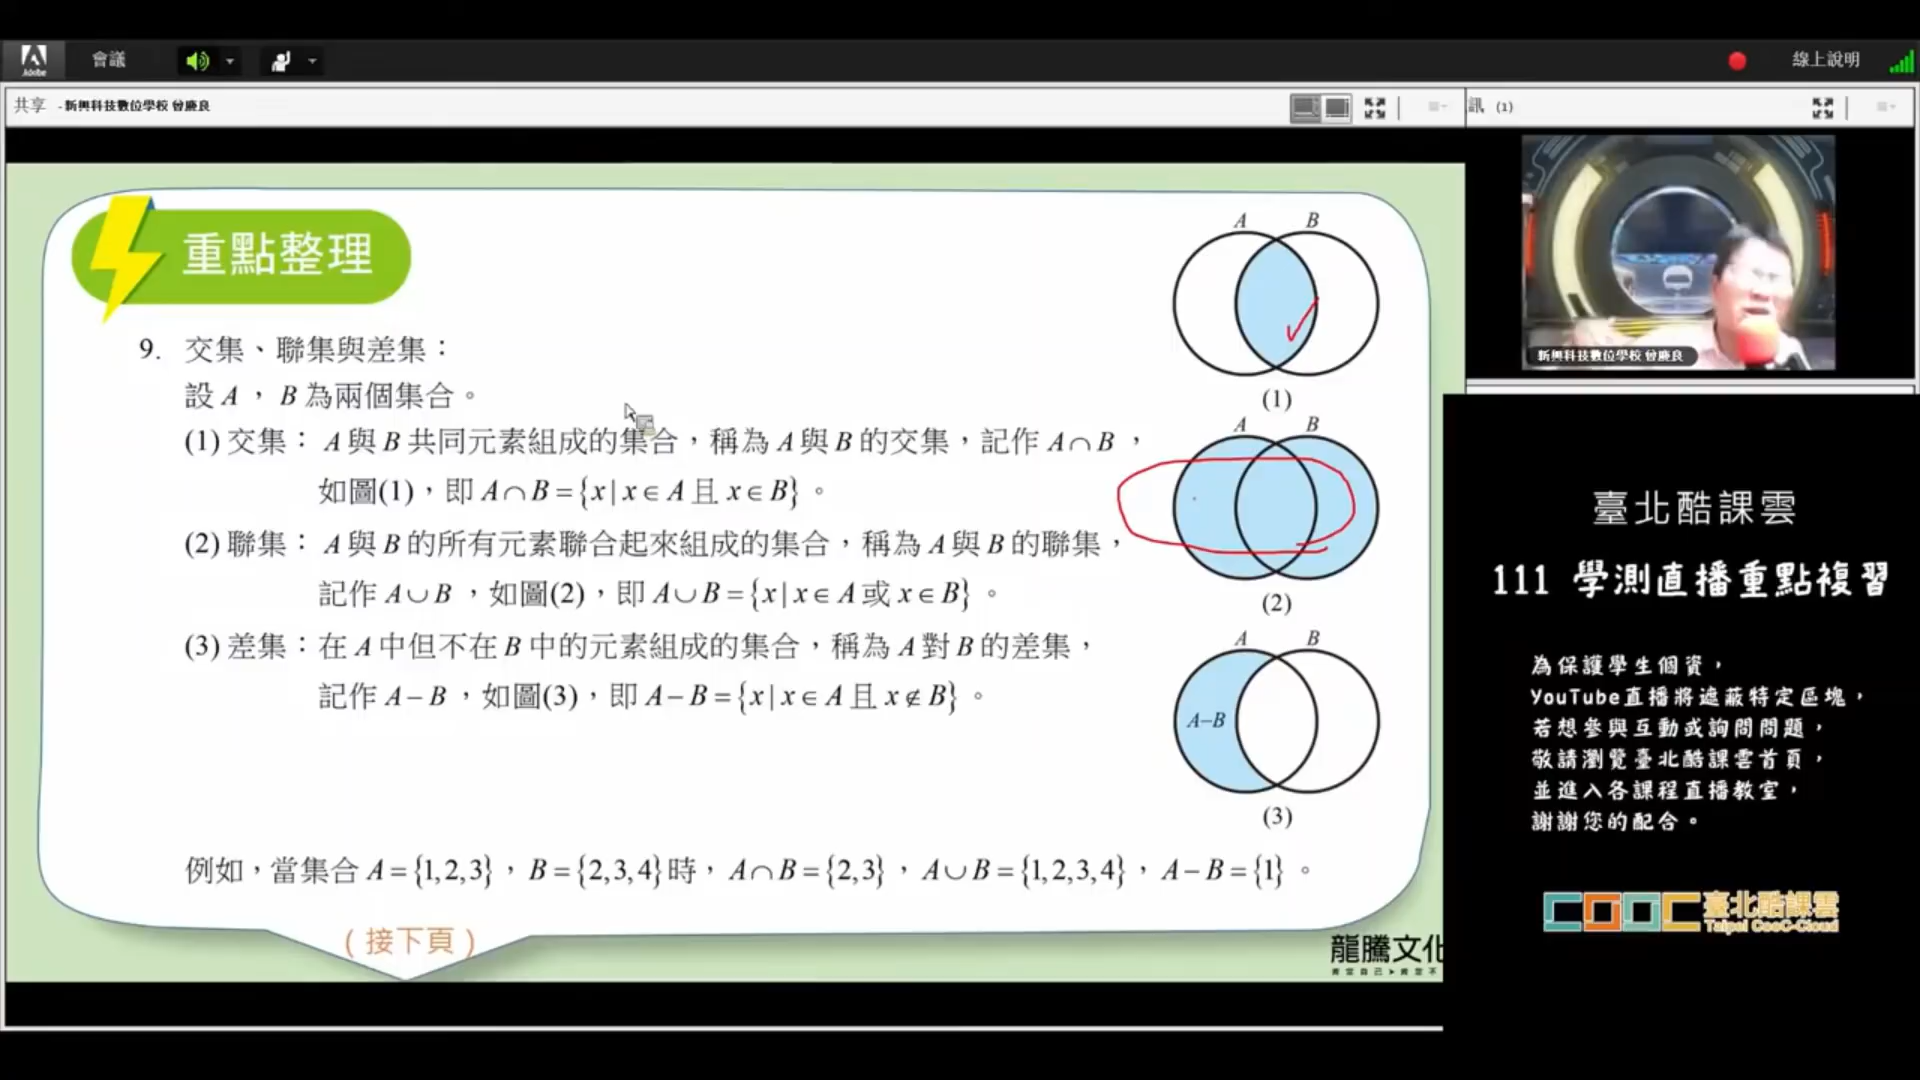 Adobe
會議
線上說明
共享 - 新興科技數位學校 曾慶良
訊 (1)
重點整理
9. 交集、聯集與差集：
設 A ， B 為兩個集合。
(1) 交集： A 與 B 共同元素組成的集合，稱為 A 與 B 的交集，記作 A∩B ，
如圖(1)，即 A∩B = {x | x∈A 且 x∈B} 。
(2) 聯集： A 與 B 的所有元素聯合起來組成的集合，稱為 A 與 B 的聯集，
記作 A∪B ，如圖(2)，即 A∪B = {x | x∈A 或 x∈B} 。
(3) 差集：在 A 中但不在 B 中的元素組成的集合，稱為 A 對 B 的差集，
記作 A−B ，如圖(3)，即 A−B = {x | x∈A 且 x∉B} 。
例如，當集合 A = {1,2,3} ， B = {2,3,4} 時， A∩B = {2,3} ， A∪B = {1,2,3,4} ， A−B = {1} 。
(接下頁)
A B
(1)
A B
(2)
A B
A−B
(3)
龍騰文化
新興科技數位學校 曾慶良
臺北酷課雲
111 學測直播重點複習
為保護學生個資，
YouTube直播將遮蔽特定區塊，
若想參與互動或詢問問題，
敬請瀏覽臺北酷課雲首頁，
並進入各課程直播教室，
謝謝您的配合。
COOC 臺北酷課雲
Taipei CooC-Cloud